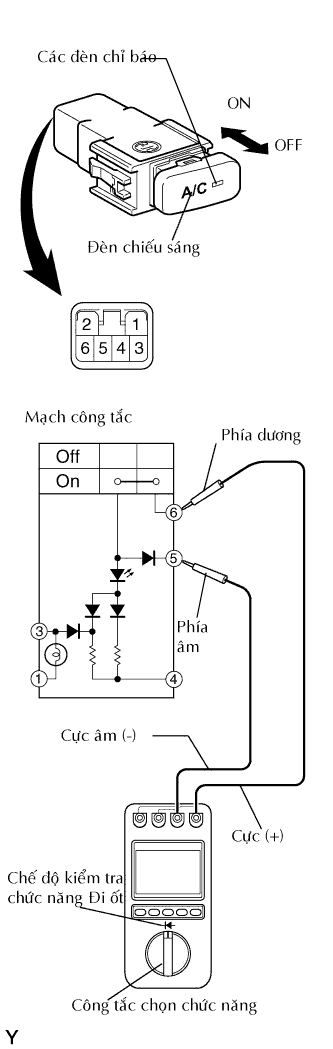 Các đèn chỉ báo
ON
OFF
A/C
Đèn chiếu sáng
2 1
6 5 4 3
Mạch công tắc
Phía dương
Off
On
6
5
Phía
âm
3
1
4
Cực âm (-)
Cực (+)
Chế dộ kiểm tra
chức năng Đi ốt
Công tắc chọn chức năng
Y